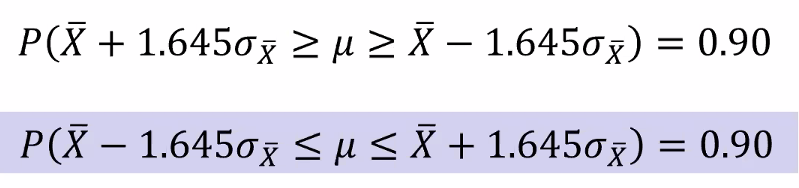 P(X̄ + 1.645σ_X̄ ≥ μ ≥ X̄ − 1.645σ_X̄) = 0.90
P(X̄ − 1.645σ_X̄ ≤ μ ≤ X̄ + 1.645σ_X̄) = 0.90